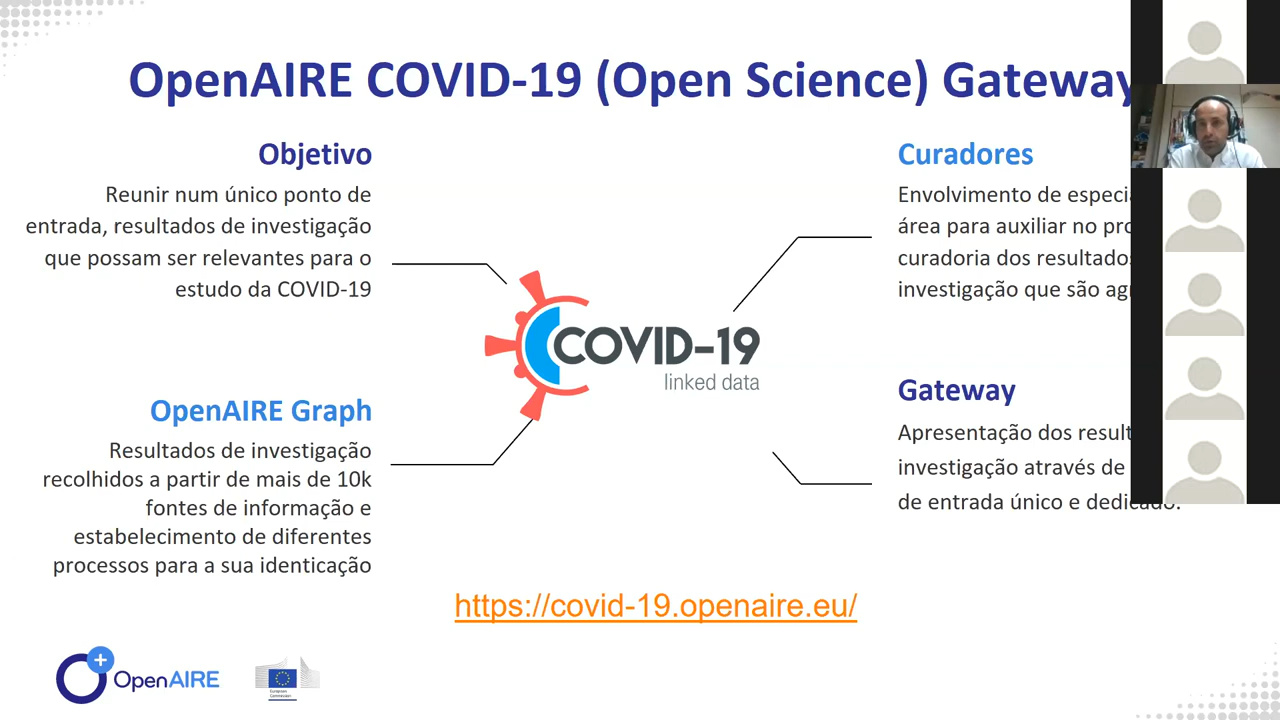 OpenAIRE COVID-19 (Open Science) Gateway
Objetivo
Reunir num único ponto de
entrada, resultados de investigação
que possam ser relevantes para o
estudo da COVID-19
OpenAIRE Graph
Resultados de investigação
recolhidos a partir de mais de 10k
fontes de informação e
estabelecimento de diferentes
processos para a sua identicação
COVID-19
linked data
Curadores
Envolvimento de
área para auxiliar no
curadoria dos resultados
investigação que são
Gateway
Apresentação dos
investigação através de
de entrada único e dedicado.
https://covid-19.openaire.eu/
OpenAIRE
European
Commission